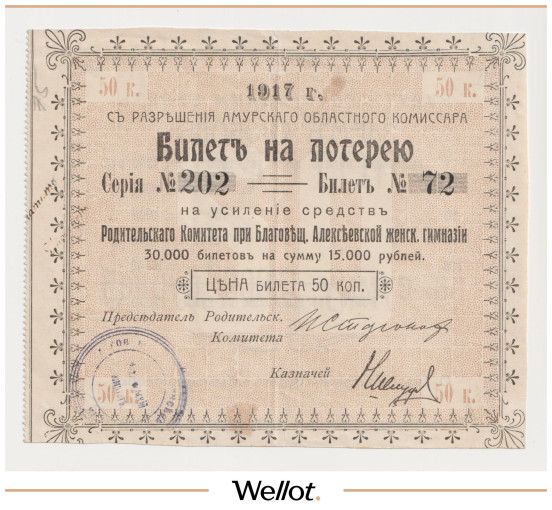 50 к.
50 к.
1917 г.
СЪ РАЗРѢШЕНІЯ АМУРСКАГО ОБЛАСТНОГО КОМИССАРА
Билетъ на лотерею
Серія № 202 — Билетъ № 72
на усиленіе средствъ
Родительскаго Комитета при Благовѣщ. Алексѣевской женск. гимназіи
30.000 билетовъ на сумму 15.000 рублей.
ЦѢНА БИЛЕТА 50 КОП.
Предсѣдатель Родительск.
Комитета
Казначей
50 к.
Wellot.